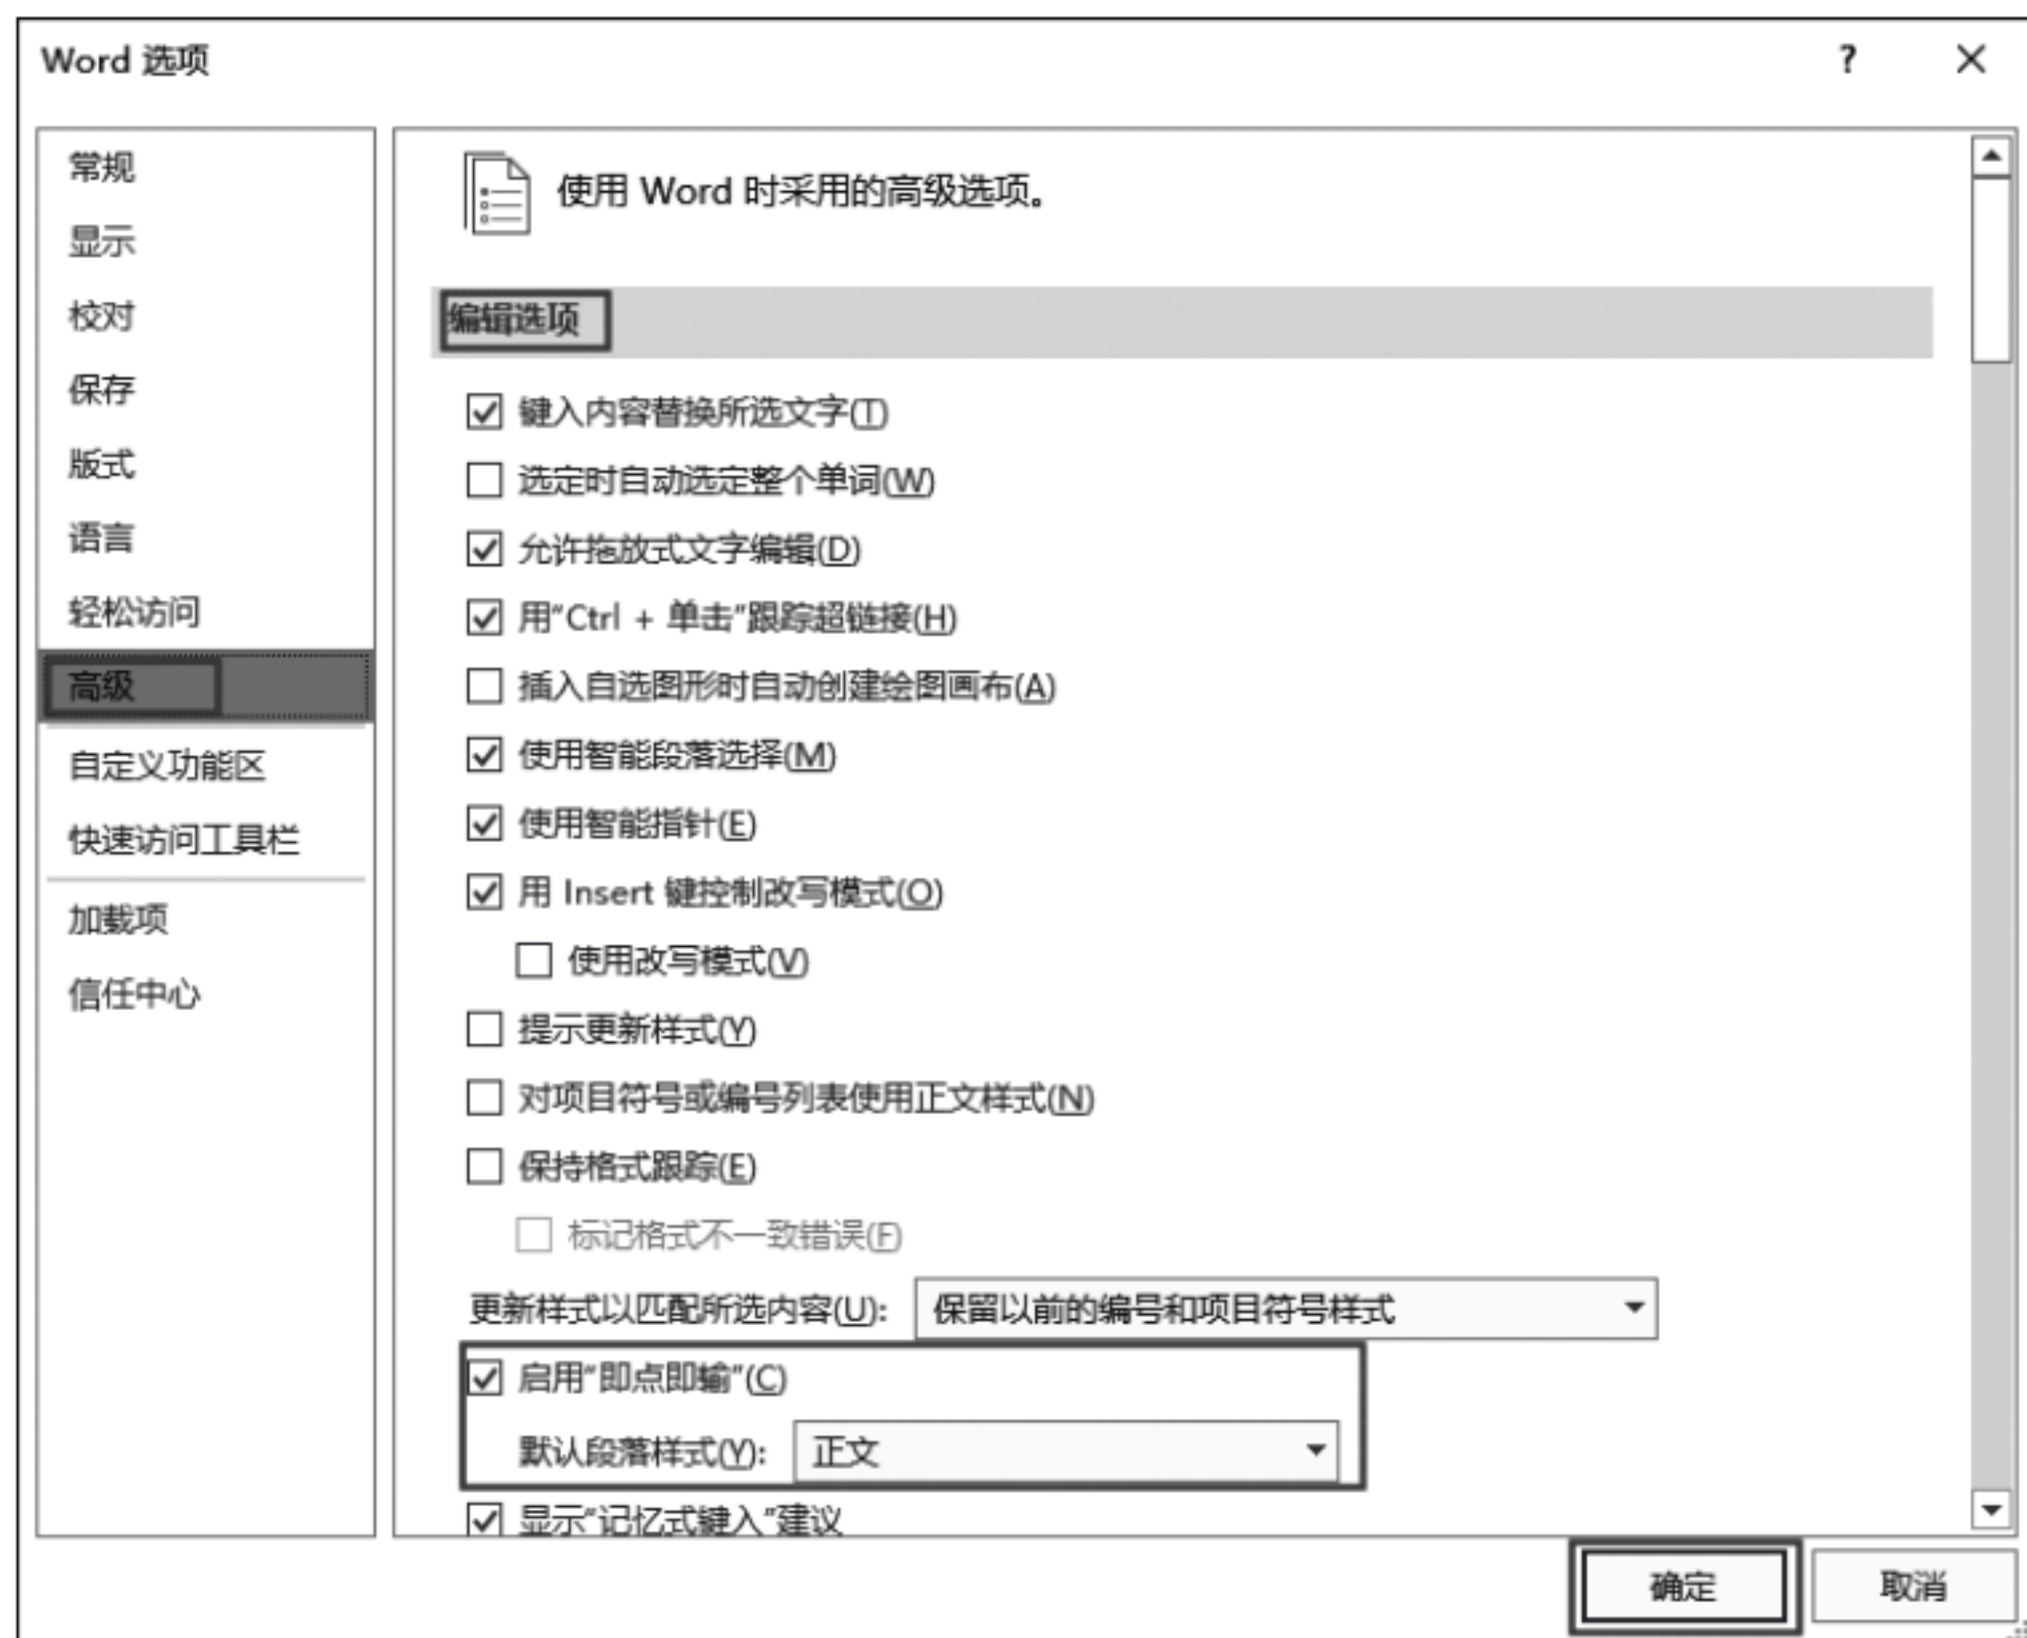 Word 选项
?
常规
显示
校对
保存
版式
语言
轻松访问
高级
自定义功能区
快速访问工具栏
加载项
信任中心
使用 Word 时采用的高级选项。
编辑选项
键入内容替换所选文字(T)
选定时自动选定整个单词(W)
允许拖放式文字编辑(D)
用"Ctrl + 单击"跟踪超链接(H)
插入自选图形时自动创建绘图画布(A)
使用智能段落选择(M)
使用智能指针(E)
用 Insert 键控制改写模式(O)
使用改写模式(V)
提示更新样式(Y)
对项目符号或编号列表使用正文样式(N)
保持格式跟踪(E)
标记格式不一致错误(F)
更新样式以匹配所选内容(U): 保留以前的编号和项目符号样式
启用"即点即输"(C)
默认段落样式(Y): 正文
显示"记忆式键入"建议
确定 取消